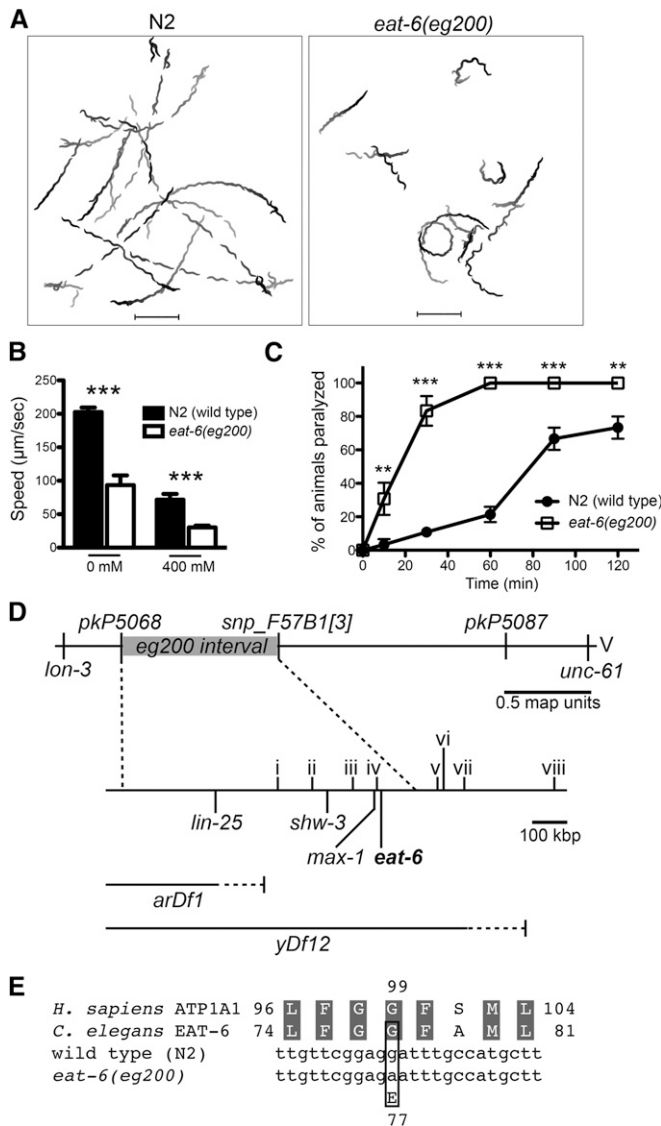 A
N2
eat-6(eg200)
B
Speed (µm/sec)
250
200
150
100
50
0
***
***
N2 (wild type)
eat-6(eg200)
0 mM
400 mM
C
% of animals paralyzed
100
80
60
40
20
0
**
***
***
***
**
N2 (wild type)
eat-6(eg200)
0 20 40 60 80 100 120
Time (min)
D
pkP5068 snp_F57B1[3] pkP5087
eg200 interval
V
lon-3
unc-61
0.5 map units
vi
i ii iii iv v vii viii
lin-25 shw-3
100 kbp
max-1 eat-6
arDf1
yDf12
E
99
H. sapiens ATP1A1 96 L F G G F S M L 104
C. elegans EAT-6 74 L F G G F A M L 81
wild type (N2) ttgttcggaggatttgccatgctt
eat-6(eg200) ttgttcggagaatttgccatgctt
E
77